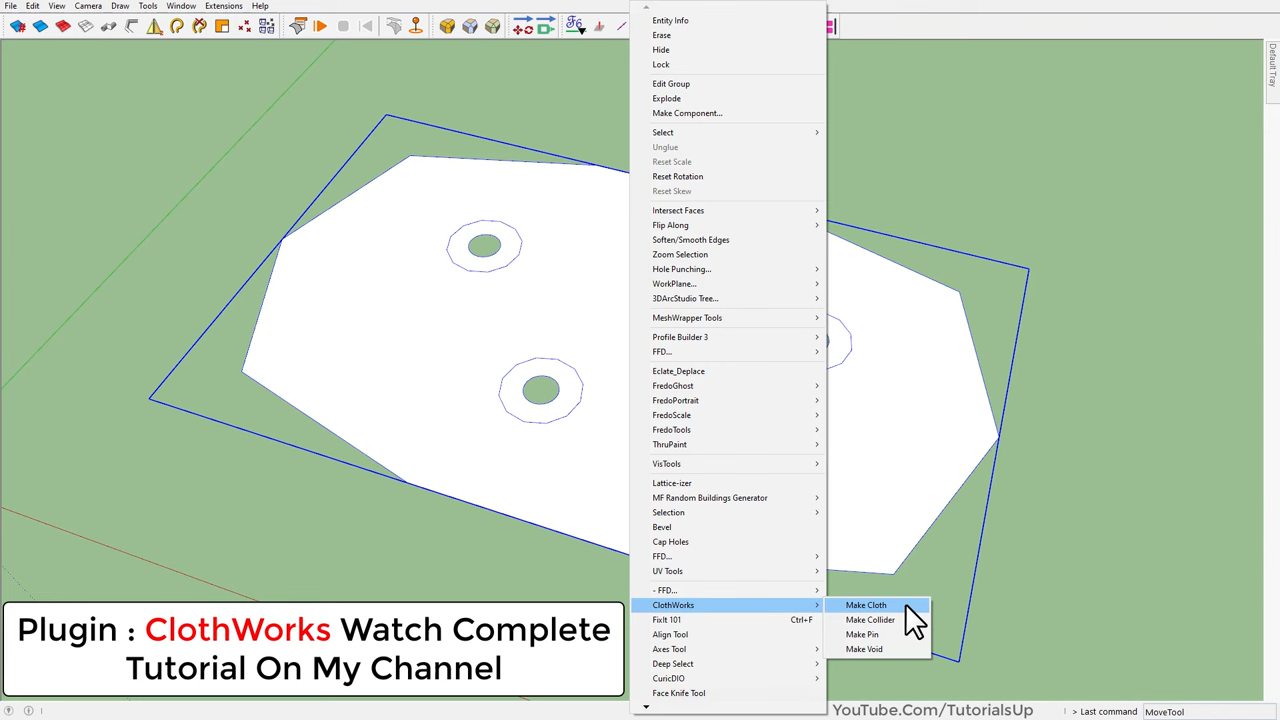 File Edit View Camera Draw Tools Window Extensions Help
Entity Info
Erase
Hide
Lock
Edit Group
Explode
Make Component...
Select
Unglue
Reset Scale
Reset Rotation
Reset Skew
Intersect Faces
Flip Along
Soften/Smooth Edges
Zoom Selection
Hole Punching...
WorkPlane...
3DArcStudio Tree...
MeshWrapper Tools
Profile Builder 3
FFD...
Eclate_Deplace
FredoGhost
FredoPortrait
FredoScale
FredoTools
ThruPaint
VisTools
Lattice-izer
MF Random Buildings Generator
Selection
Bevel
Cap Holes
FFD...
UV Tools
- FFD...
ClothWorks
FixIt 101 Ctrl+F
Align Tool
Axes Tool
Deep Select
CuricDIO
Face Knife Tool
Make Cloth
Make Collider
Make Pin
Make Void
Default Tray
Plugin : ClothWorks Watch Complete
Tutorial On My Channel
YouTube.Com/TutorialsUp
> Last command MoveTool